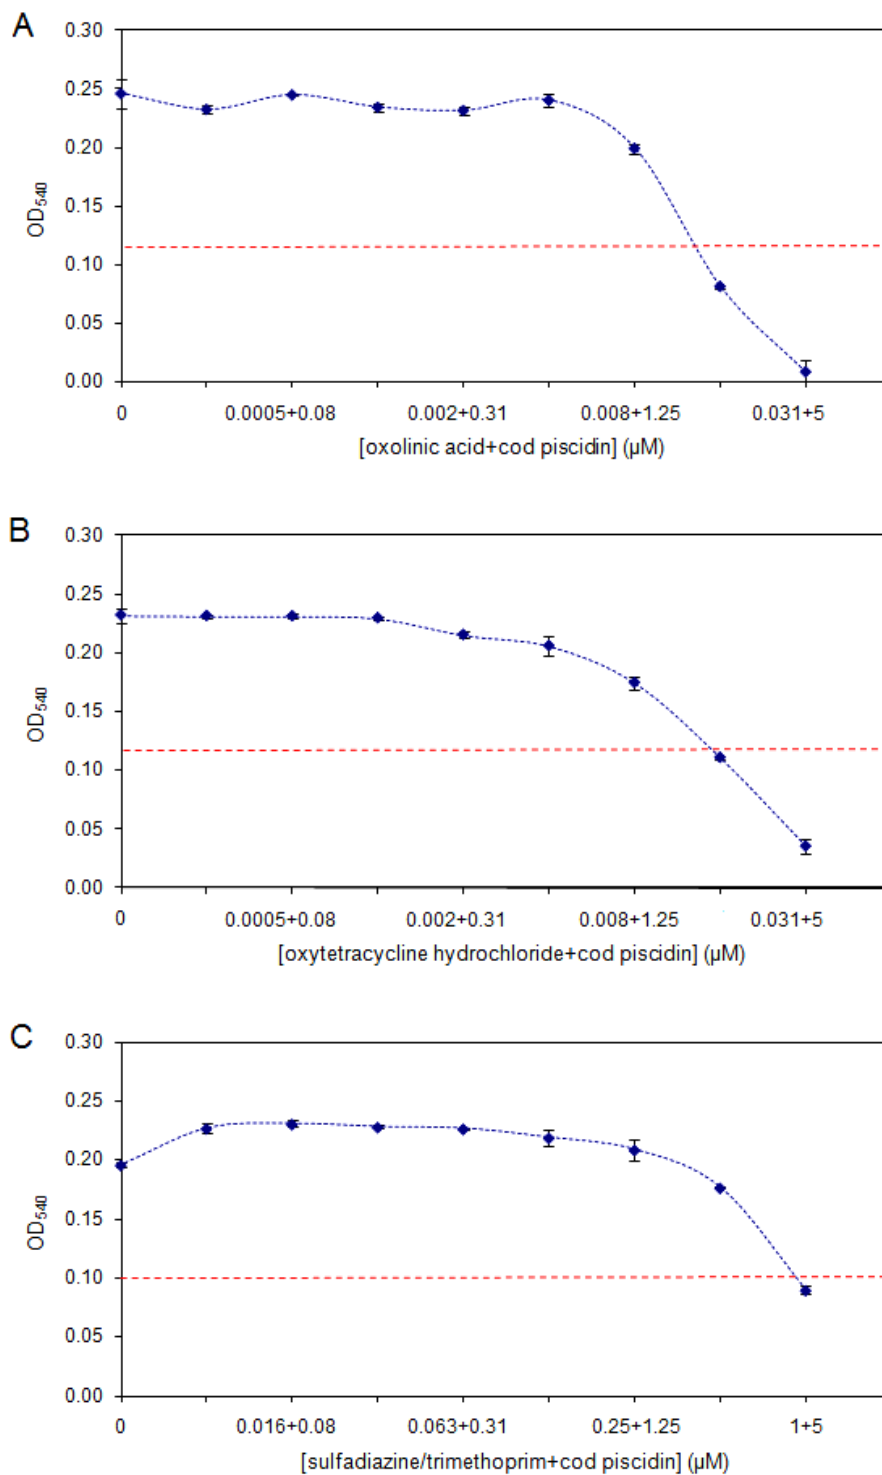 A
0.30
0.25
0.20
0.15
0.10
0.05
0.00
OD540
0 0.0005+0.08 0.002+0.31 0.008+1.25 0.031+5
[oxolinic acid+cod piscidin] (µM)
B
0.30
0.25
0.20
0.15
0.10
0.05
0.00
OD540
0 0.0005+0.08 0.002+0.31 0.008+1.25 0.031+5
[oxytetracycline hydrochloride+cod piscidin] (µM)
C
0.30
0.25
0.20
0.15
0.10
0.05
0.00
OD540
0 0.016+0.08 0.063+0.31 0.25+1.25 1+5
[sulfadiazine/trimethoprim+cod piscidin] (µM)